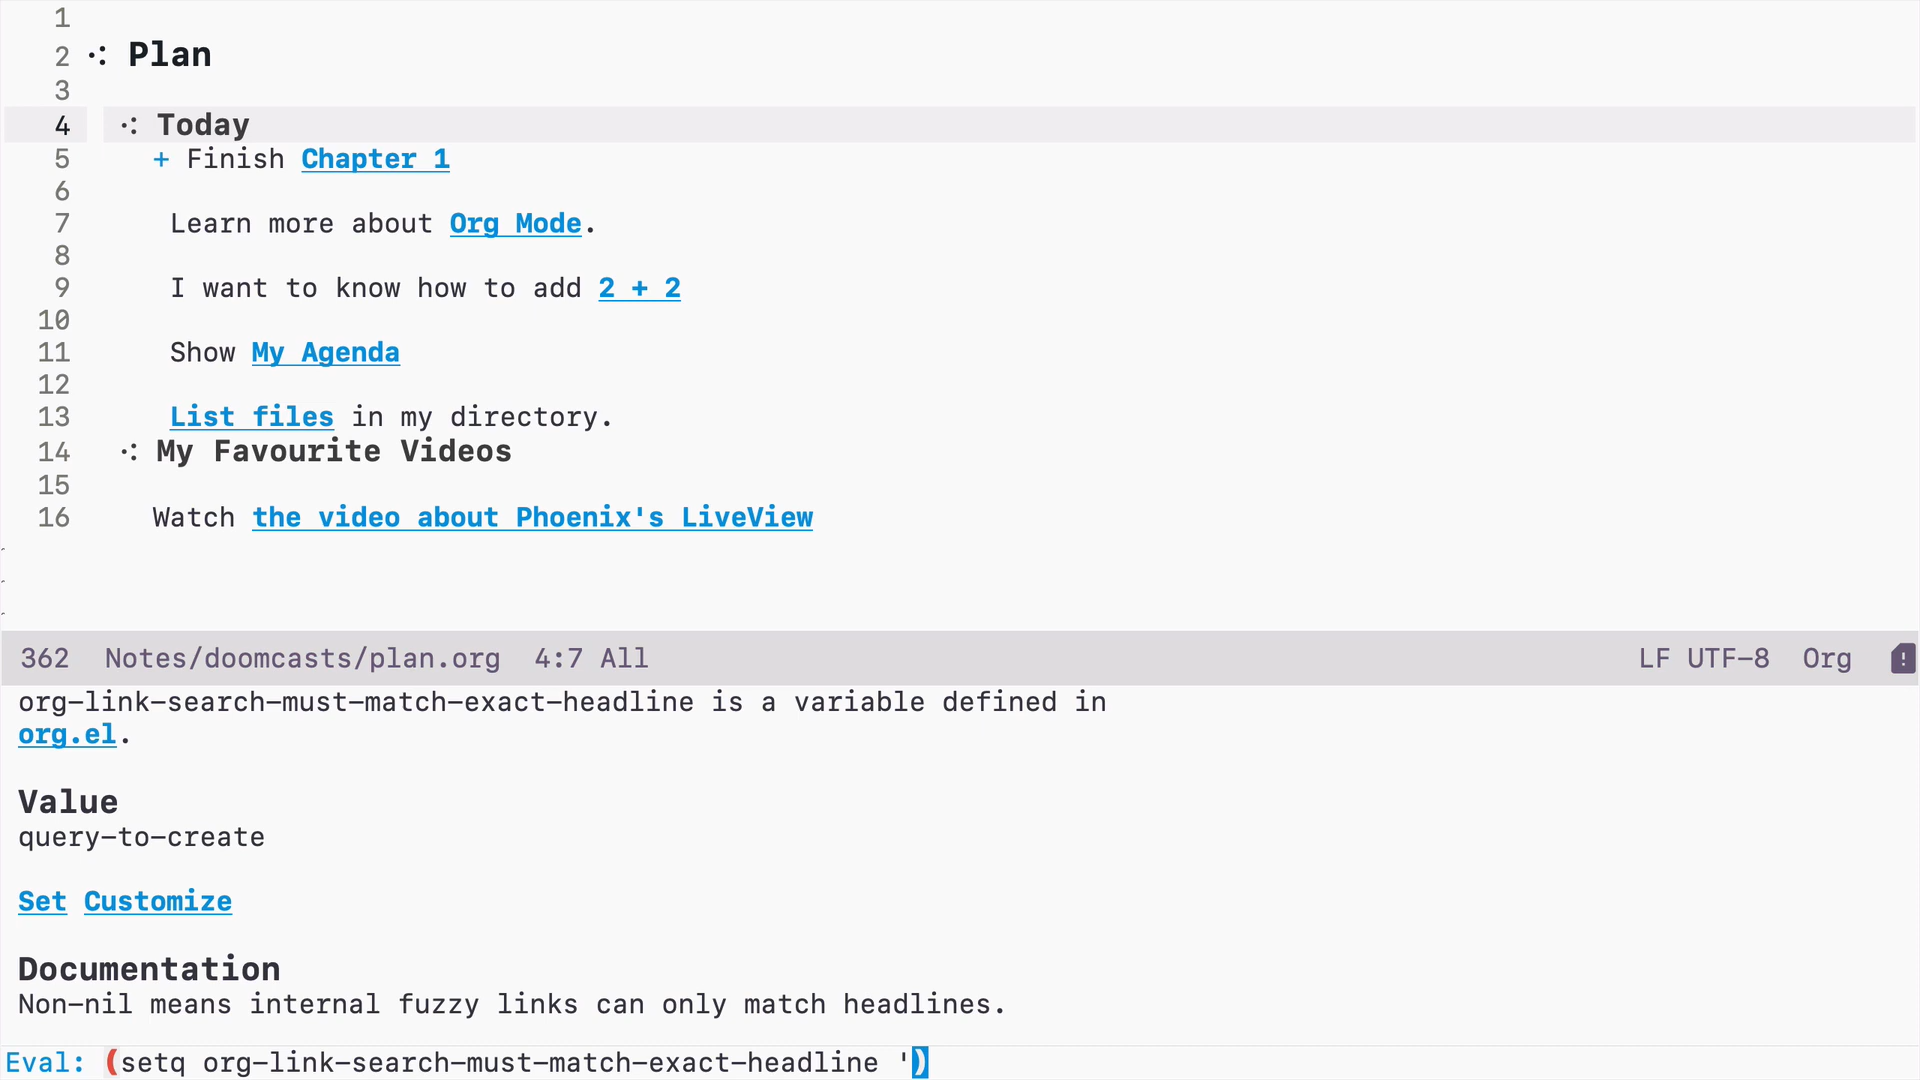 1
2 ⁖ Plan
3
4 ⁖ Today
5 + Finish Chapter 1
6
7 Learn more about Org Mode.
8
9 I want to know how to add 2 + 2
10
11 Show My Agenda
12
13 List files in my directory.
14 ⁖ My Favourite Videos
15
16 Watch the video about Phoenix's LiveView
~
~
~
362 Notes/doomcasts/plan.org 4:7 All LF UTF-8 Org !
org-link-search-must-match-exact-headline is a variable defined in
org.el.
Value
query-to-create
Set Customize
Documentation
Non-nil means internal fuzzy links can only match headlines.
Eval: (setq org-link-search-must-match-exact-headline ')